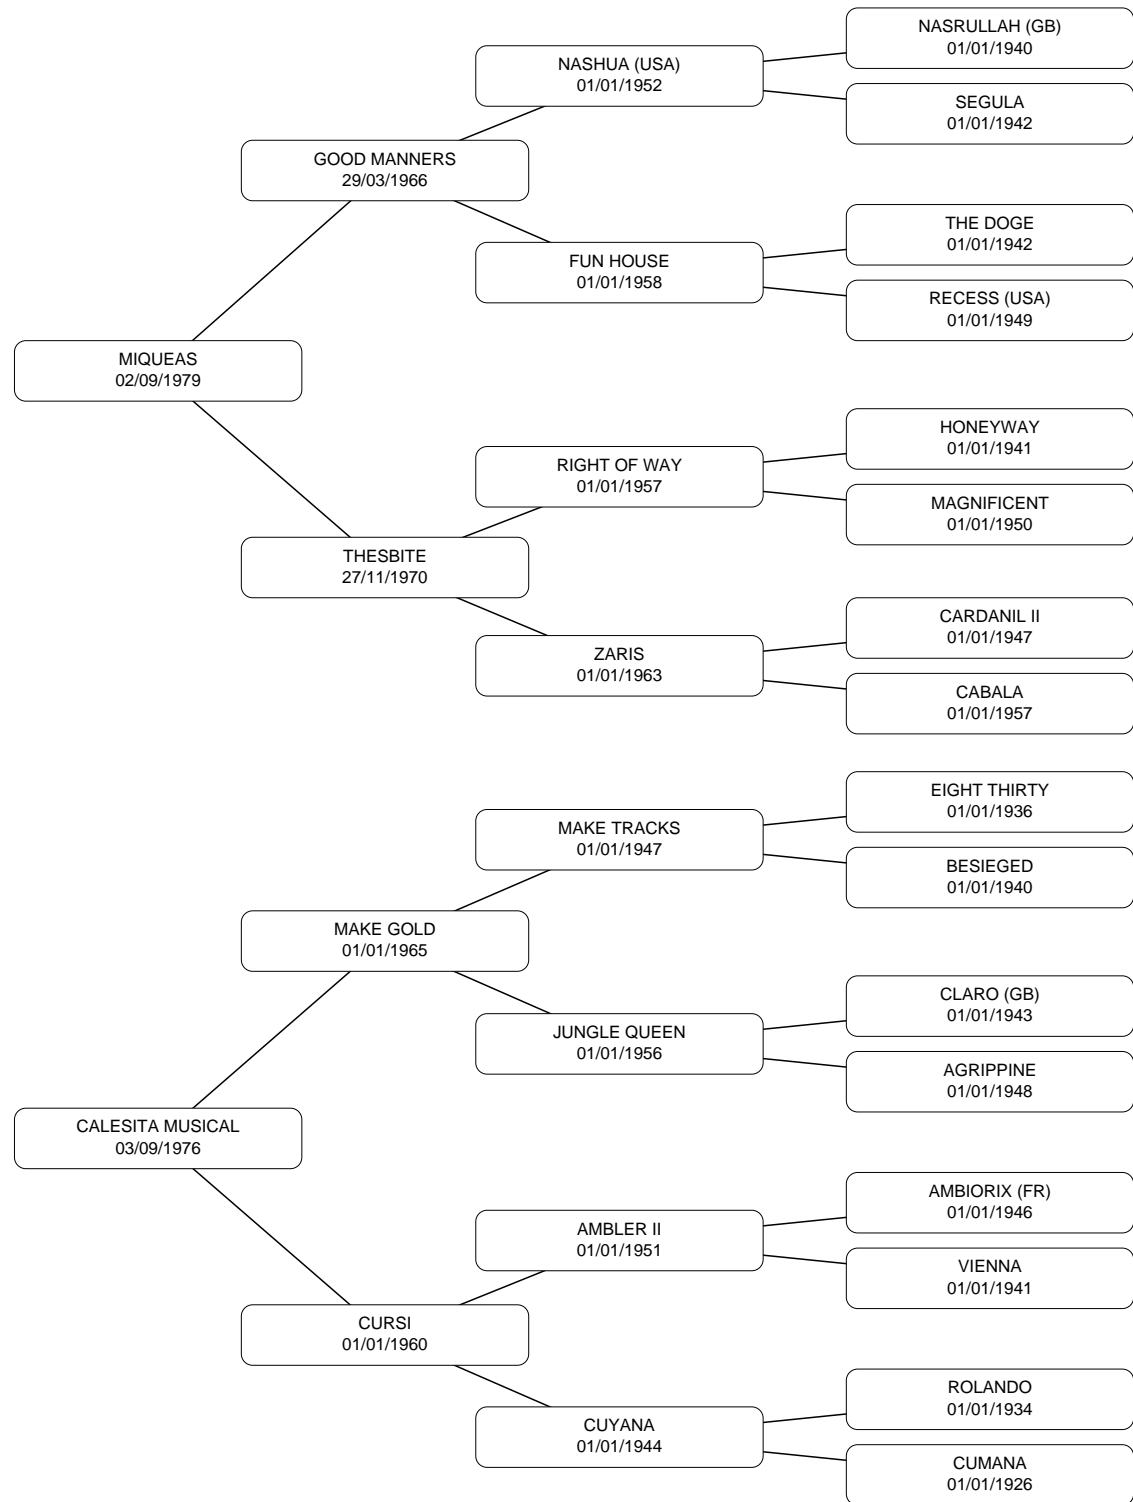 NASRULLAH (GB)
01/01/1940
NASHUA (USA)
01/01/1952
SEGULA
01/01/1942
GOOD MANNERS
29/03/1966
THE DOGE
01/01/1942
FUN HOUSE
01/01/1958
RECESS (USA)
01/01/1949
MIQUEAS
02/09/1979
HONEYWAY
01/01/1941
RIGHT OF WAY
01/01/1957
MAGNIFICENT
01/01/1950
THESBITE
27/11/1970
CARDANIL II
01/01/1947
ZARIS
01/01/1963
CABALA
01/01/1957
EIGHT THIRTY
01/01/1936
MAKE TRACKS
01/01/1947
BESIEGED
01/01/1940
MAKE GOLD
01/01/1965
CLARO (GB)
01/01/1943
JUNGLE QUEEN
01/01/1956
AGRIPPINE
01/01/1948
CALESITA MUSICAL
03/09/1976
AMBIORIX (FR)
01/01/1946
AMBLER II
01/01/1951
VIENNA
01/01/1941
CURSI
01/01/1960
ROLANDO
01/01/1934
CUYANA
01/01/1944
CUMANA
01/01/1926